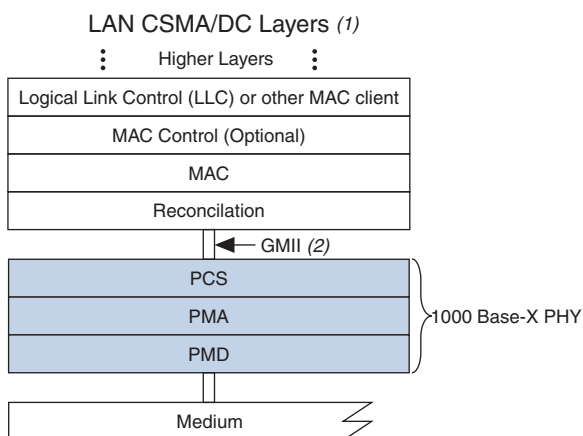 LAN CSMA/DC Layers (1)
Higher Layers
Logical Link Control (LLC) or other MAC client
MAC Control (Optional)
MAC
Reconcilation
GMII (2)
PCS
PMA
PMD
1000 Base-X PHY
Medium